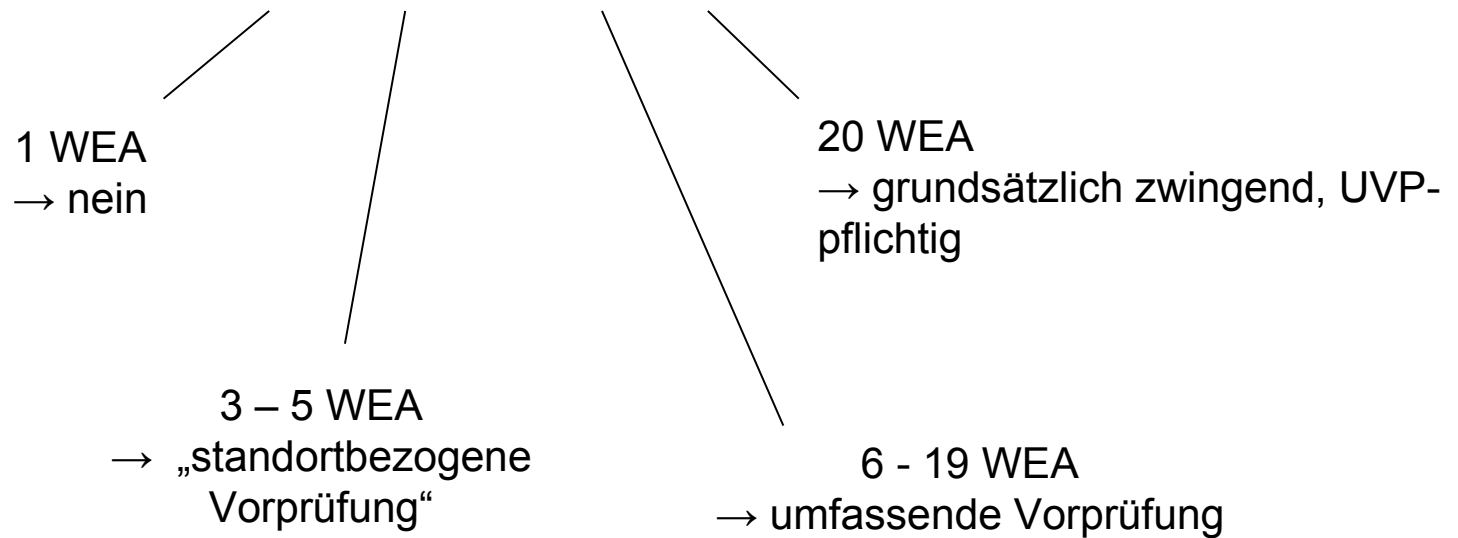 1 WEA
→ nein
20 WEA
→ grundsätzlich zwingend, UVP-
pflichtig
3 – 5 WEA
→ „standortbezogene
Vorprüfung“
6 - 19 WEA
→ umfassende Vorprüfung